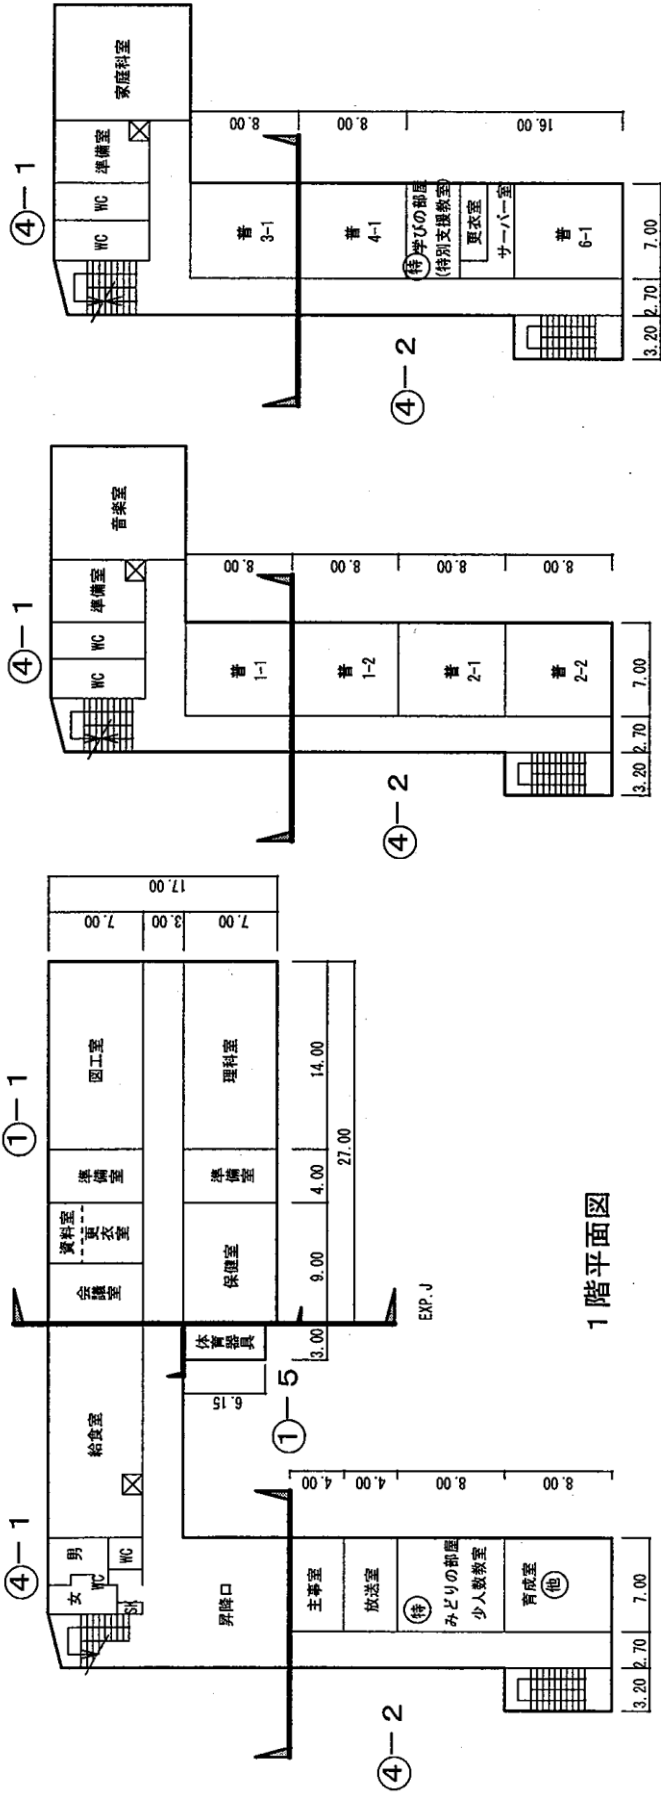 ④-1
家庭科室
準備室
WC
WC
8.00
8.00
16.00
普
3-1
普
4-1
特 学びの部屋
(特別支援教室)
更衣室
サーバー室
普
6-1
④-2
3.20
2.70
7.00
④-1
音楽室
準備室
WC
WC
8.00
8.00
8.00
8.00
普
1-1
普
1-2
普
2-1
普
2-2
④-2
3.20
2.70
7.00
①-1
17.00
7.00
3.00
7.00
図工室
理科室
準備室
準備室
資料室
更衣室
会議室
保健室
14.00
4.00
9.00
27.00
3.00
EXP.J
体育器具
6.15
①-5
④-1
給食室
男
女
WC
WC
SK
昇降口
4.00
4.00
8.00
8.00
主事室
放送室
特
みどりの部屋
少人数教室
育成室
他
④-2
3.20
2.70
7.00
1階平面図